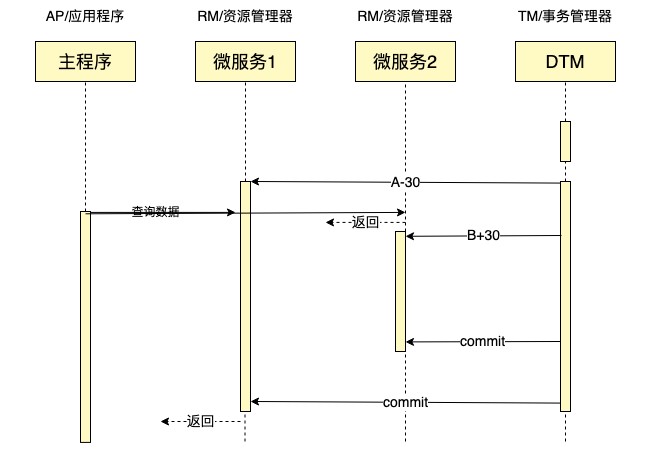 AP/应用程序
RM/资源管理器
RM/资源管理器
TM/事务管理器
主程序
微服务1
微服务2
DTM
A-30
查询数据
返回
B+30
commit
commit
返回